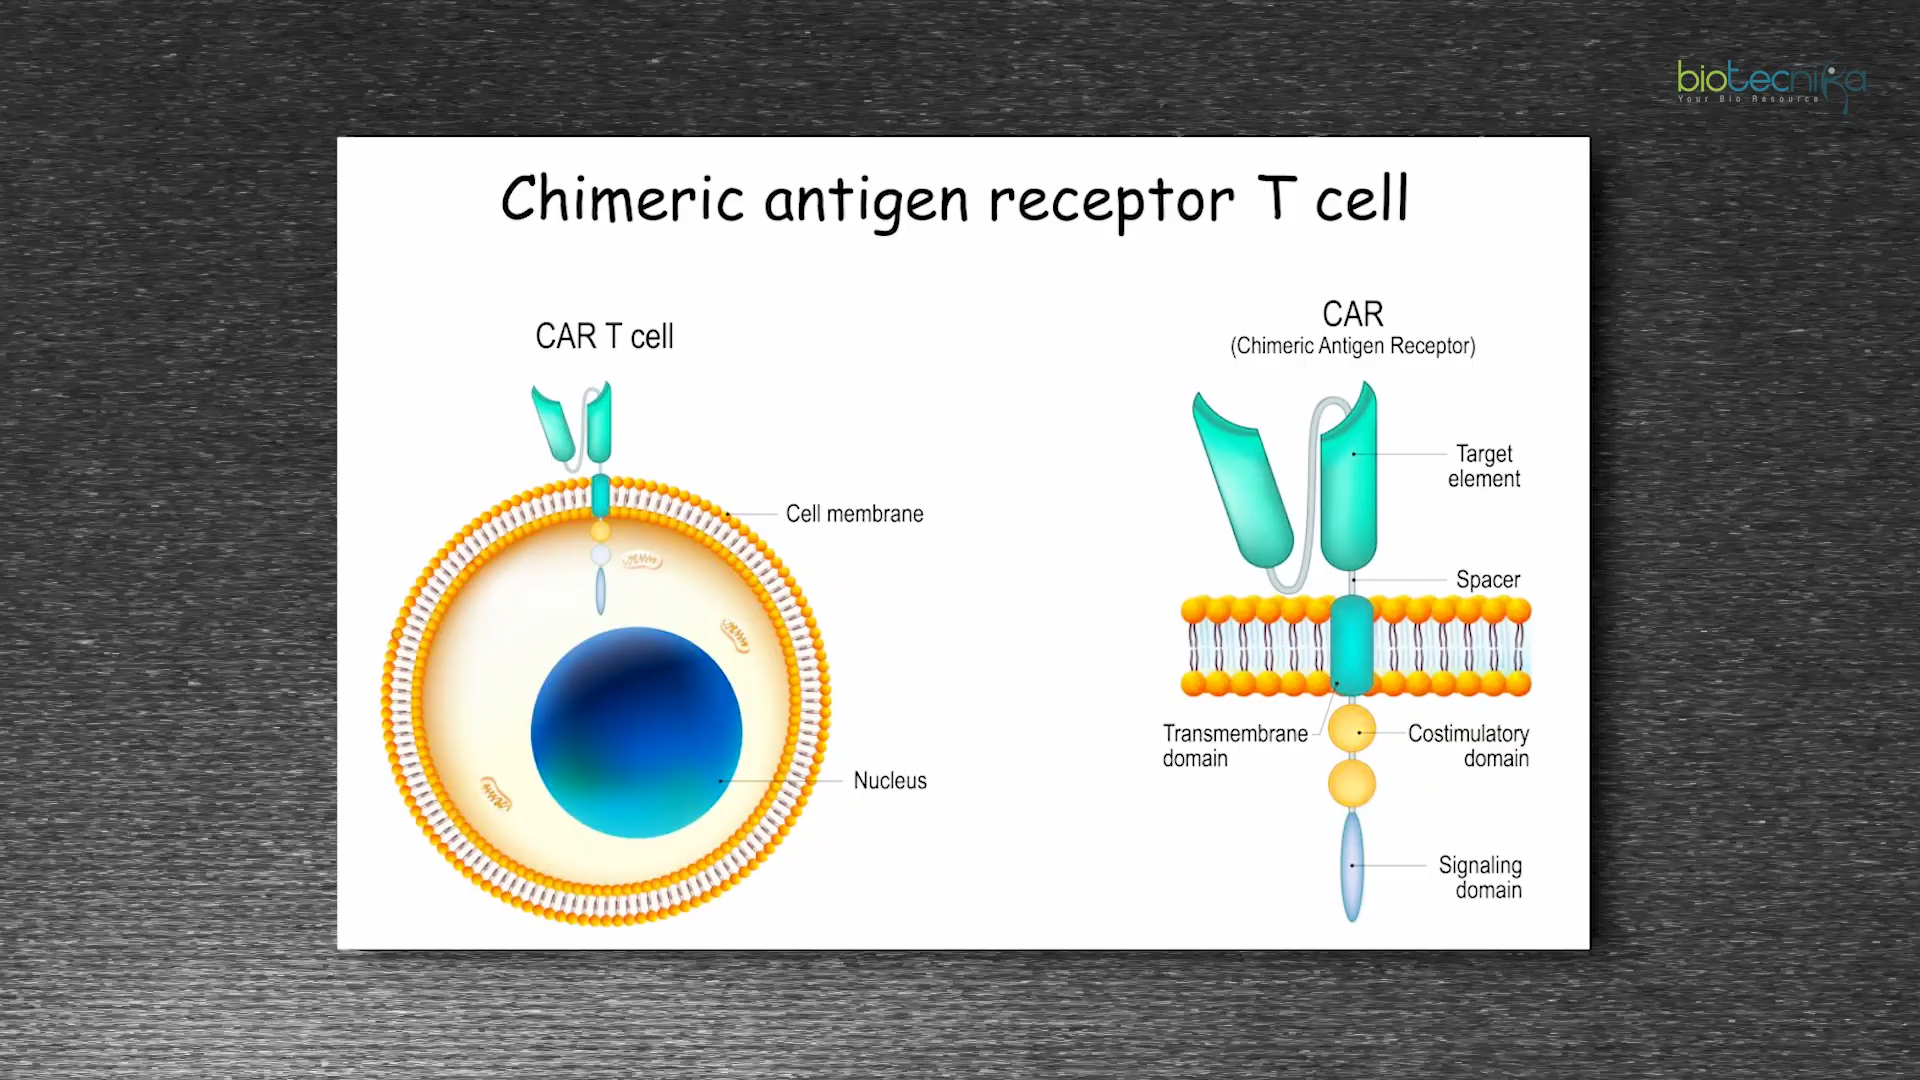 biotecnika
Your Bio Resource
Chimeric antigen receptor T cell
CAR T cell
Cell membrane
Nucleus
CAR
(Chimeric Antigen Receptor)
Target
element
Spacer
Transmembrane
domain
Costimulatory
domain
Signaling
domain